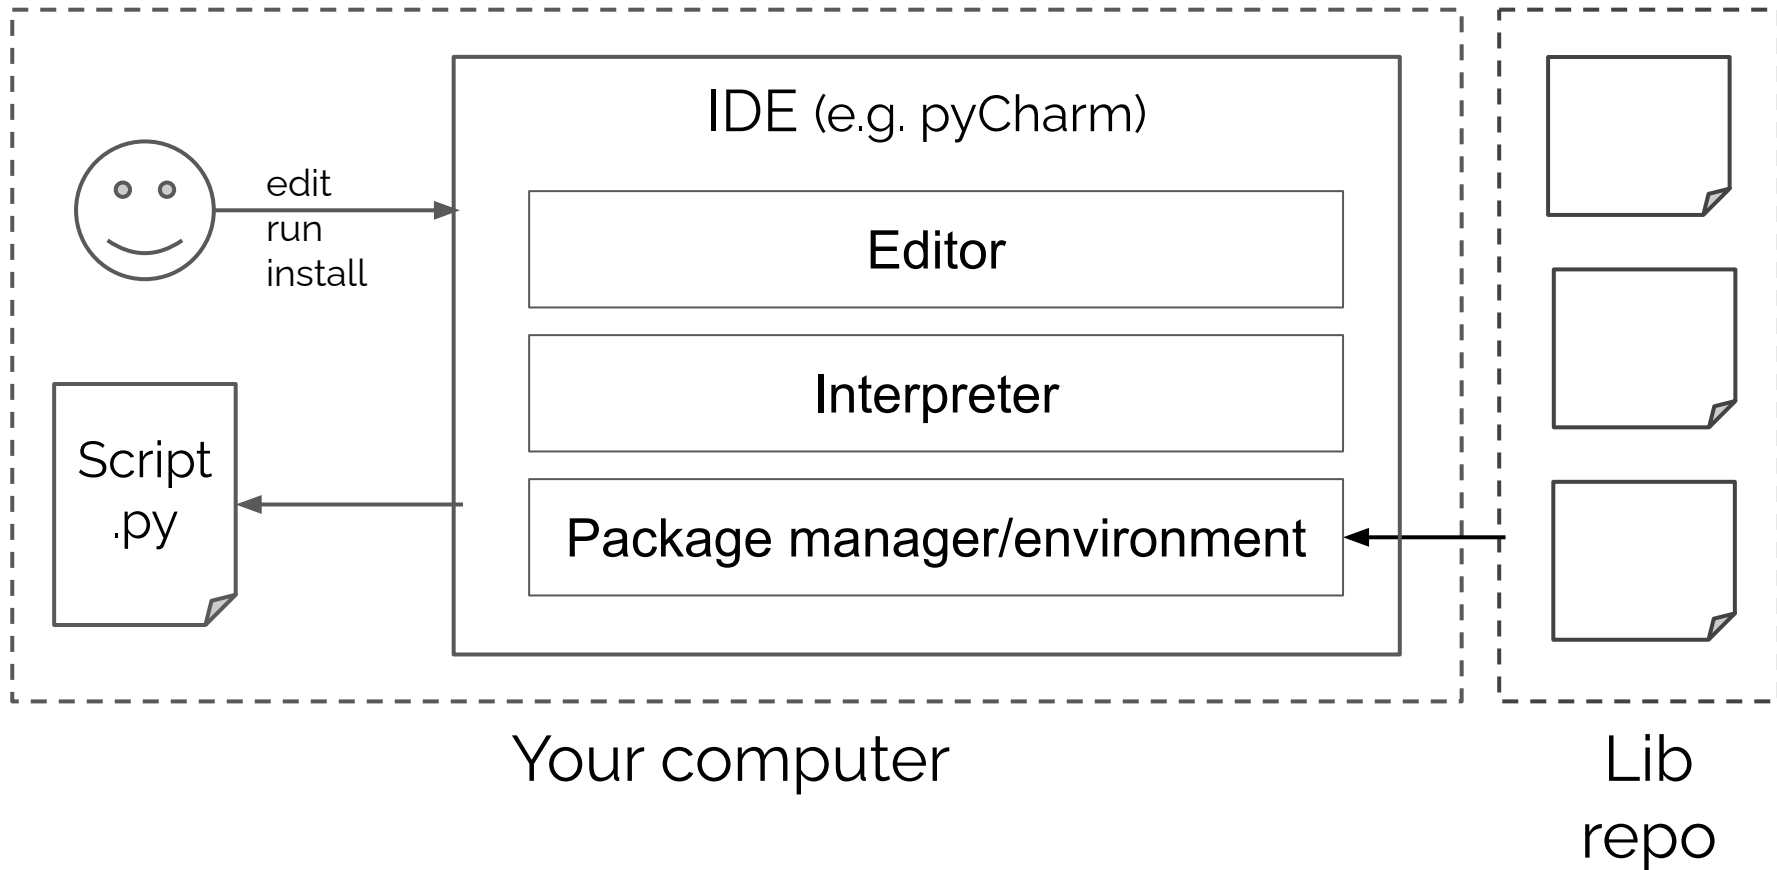 IDE (e.g. pyCharm)
edit
run
install
Editor
Interpreter
Script
.py
Package manager/environment
Your computer
Lib
repo